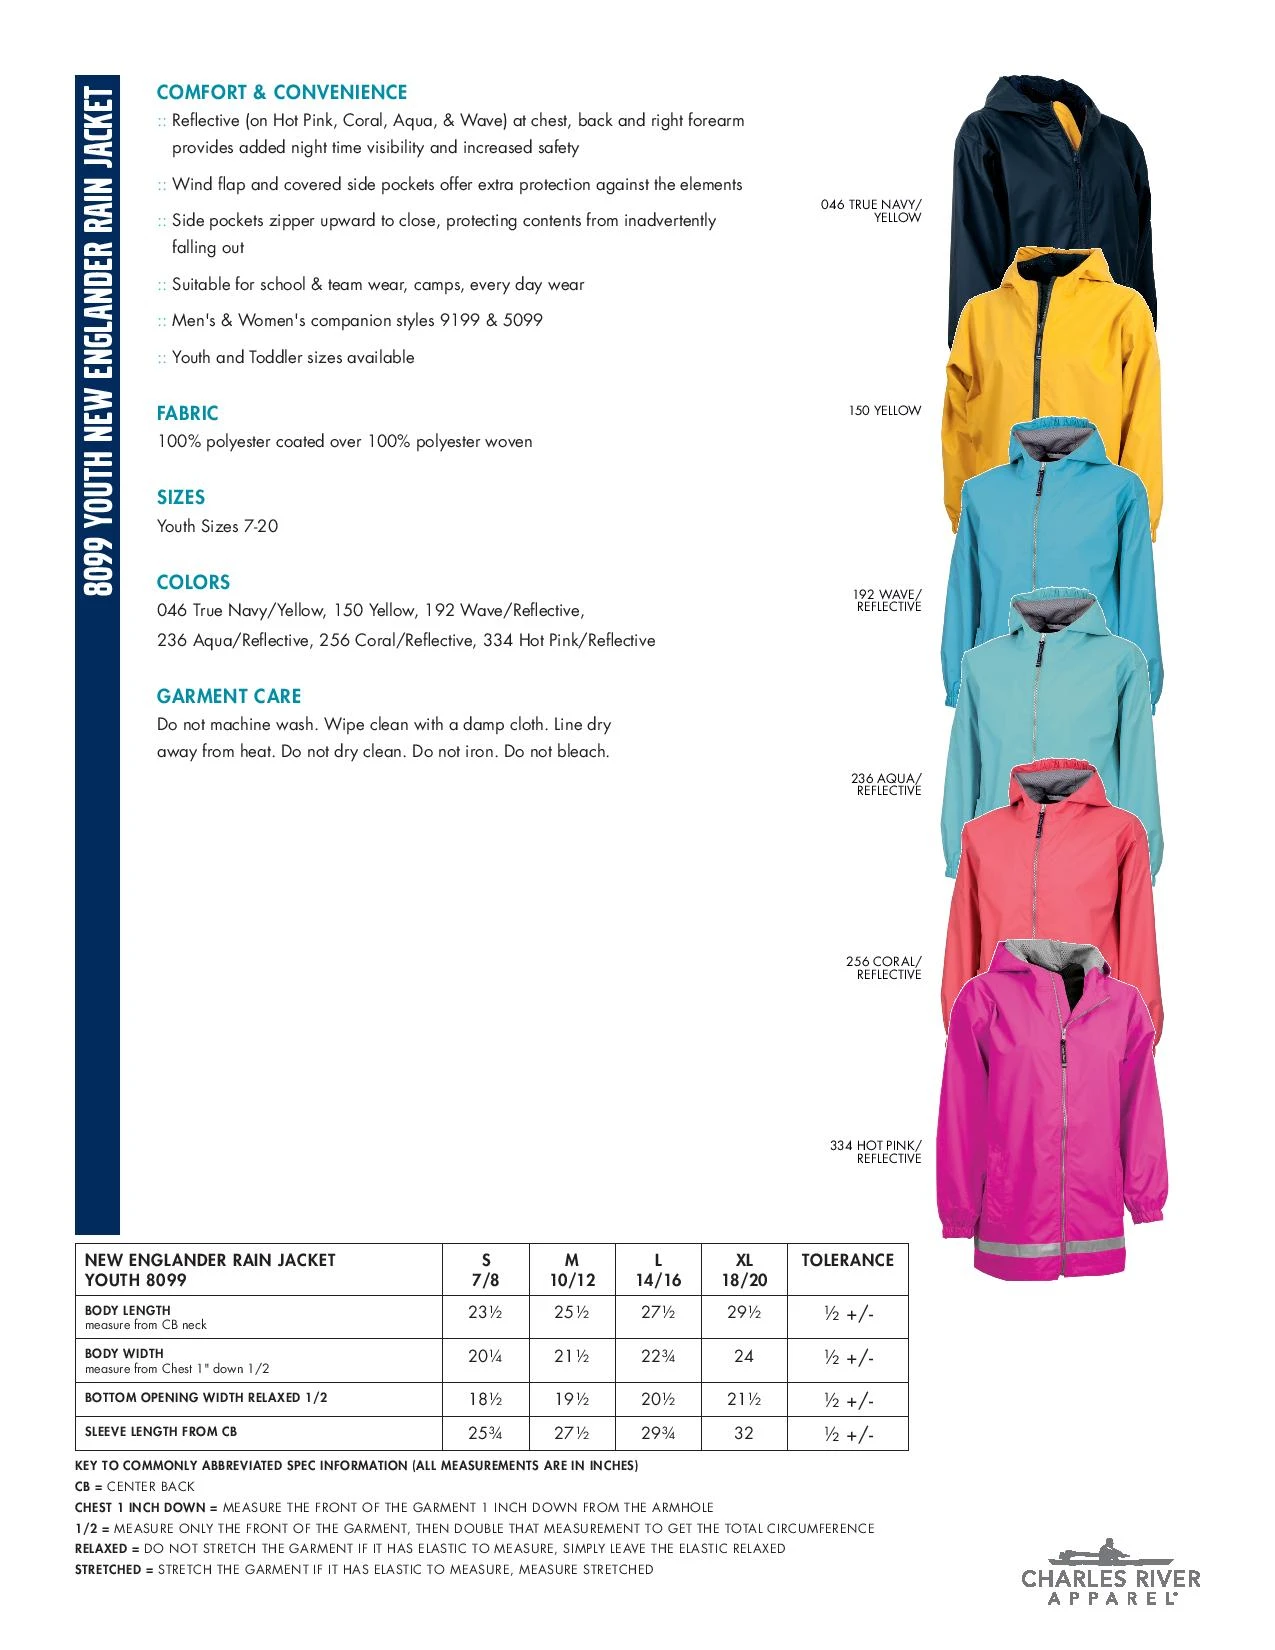 8099 YOUTH NEW ENGLANDER RAIN JACKET
COMFORT & CONVENIENCE
:: Reflective (on Hot Pink, Coral, Aqua, & Wave) at chest, back and right forearm
provides added night time visibility and increased safety
:: Wind flap and covered side pockets offer extra protection against the elements
:: Side pockets zipper upward to close, protecting contents from inadvertently
falling out
:: Suitable for school & team wear, camps, every day wear
:: Men's & Women's companion styles 9199 & 5099
:: Youth and Toddler sizes available
FABRIC
100% polyester coated over 100% polyester woven
SIZES
Youth Sizes 7-20
COLORS
046 True Navy/Yellow, 150 Yellow, 192 Wave/Reflective,
236 Aqua/Reflective, 256 Coral/Reflective, 334 Hot Pink/Reflective
GARMENT CARE
Do not machine wash. Wipe clean with a damp cloth. Line dry
away from heat. Do not dry clean. Do not iron. Do not bleach.
046 TRUE NAVY/
YELLOW
150 YELLOW
192 WAVE/
REFLECTIVE
236 AQUA/
REFLECTIVE
256 CORAL/
REFLECTIVE
334 HOT PINK/
REFLECTIVE
NEW ENGLANDER RAIN JACKET S M L XL TOLERANCE
YOUTH 8099 7/8 10/12 14/16 18/20
BODY LENGTH 23½ 25½ 27½ 29½ ½ +/-
measure from CB neck
BODY WIDTH 20¼ 21½ 22¾ 24 ½ +/-
measure from Chest 1" down 1/2
BOTTOM OPENING WIDTH RELAXED 1/2 18½ 19½ 20½ 21½ ½ +/-
SLEEVE LENGTH FROM CB 25¾ 27½ 29¾ 32 ½ +/-
KEY TO COMMONLY ABBREVIATED SPEC INFORMATION (ALL MEASUREMENTS ARE IN INCHES)
CB = CENTER BACK
CHEST 1 INCH DOWN = MEASURE THE FRONT OF THE GARMENT 1 INCH DOWN FROM THE ARMHOLE
1/2 = MEASURE ONLY THE FRONT OF THE GARMENT, THEN DOUBLE THAT MEASUREMENT TO GET THE TOTAL CIRCUMFERENCE
RELAXED = DO NOT STRETCH THE GARMENT IF IT HAS ELASTIC TO MEASURE, SIMPLY LEAVE THE ELASTIC RELAXED
STRETCHED = STRETCH THE GARMENT IF IT HAS ELASTIC TO MEASURE, MEASURE STRETCHED
CHARLES RIVER
APPAREL®